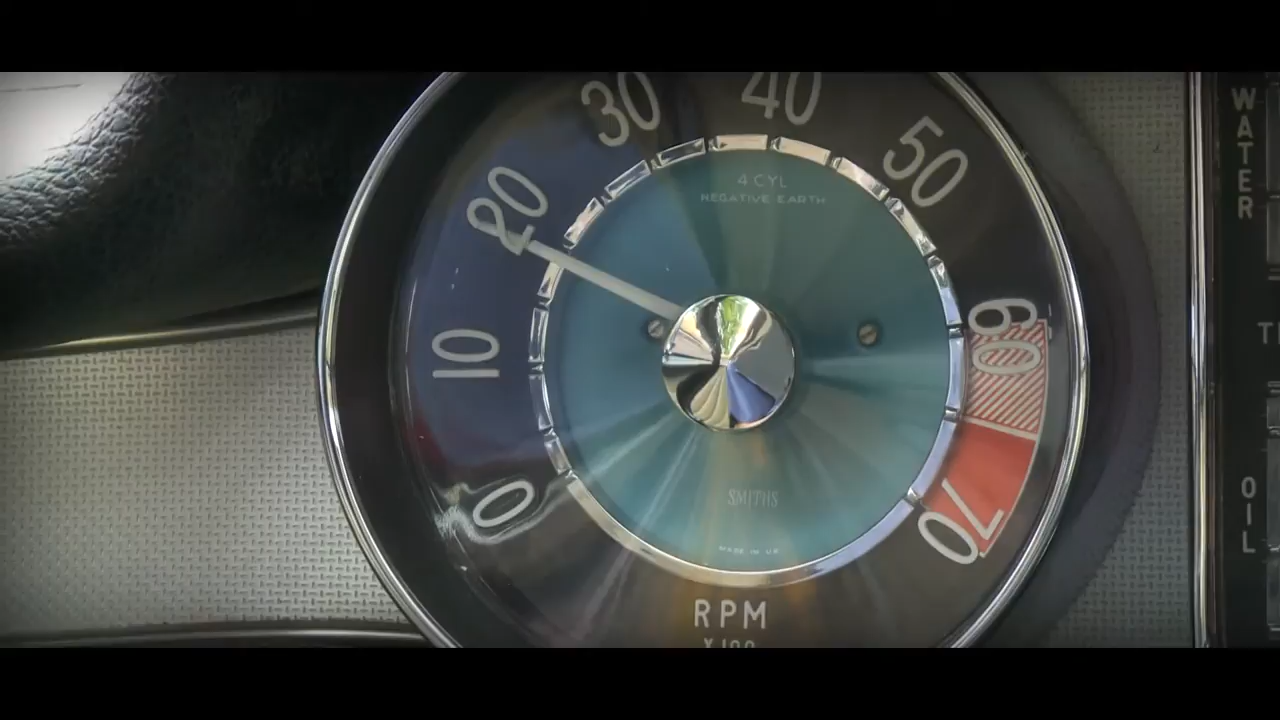 0
10
20
30
40
50
60
70
4 CYL
NEGATIVE EARTH
SMITHS
MADE IN UK
RPM
X 100
WATER
OIL